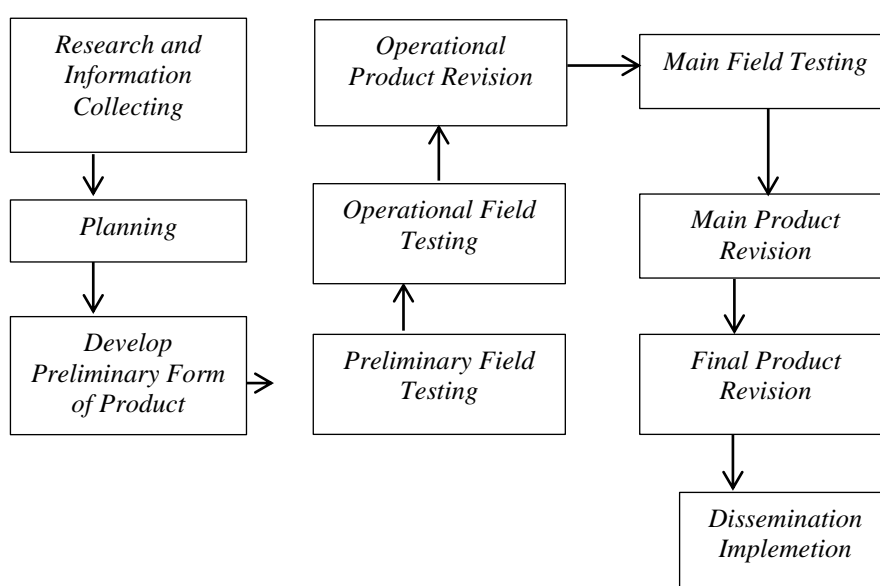 Research and
Information
Collecting
Planning
Develop
Preliminary Form
of Product
Preliminary Field
Testing
Operational Field
Testing
Operational
Product Revision
Main Field Testing
Main Product
Revision
Final Product
Revision
Dissemination
Implemetion